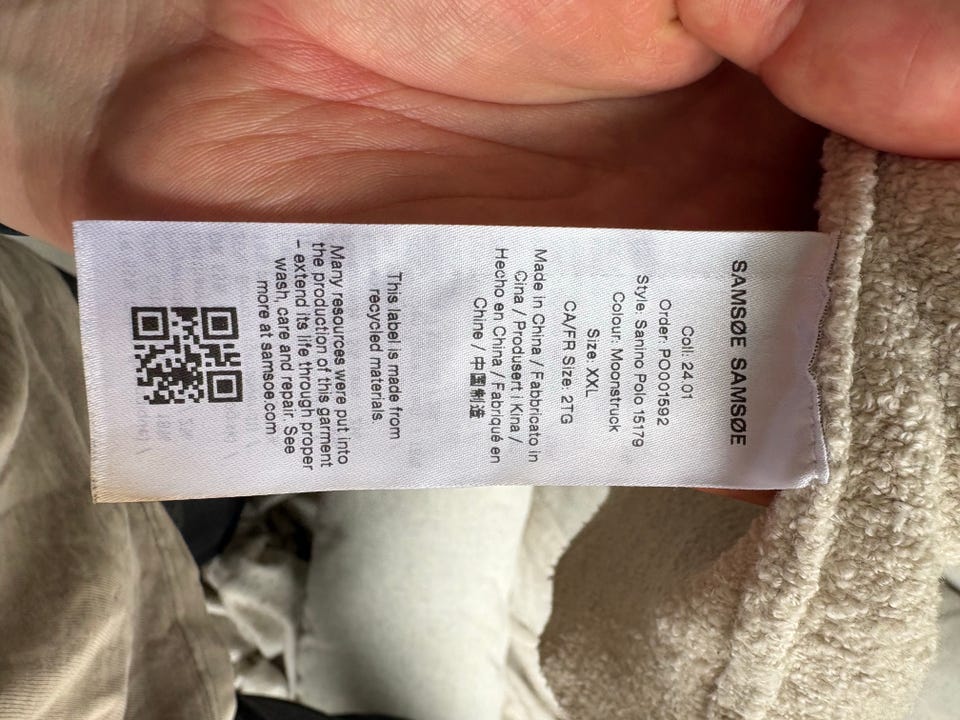 SAMSØE SAMSØE
Coll: 24.01
Order: PO001592
Style: Sanino Polo 15179
Colour: Moonstruck
Size: XXL
CA/FR Size: 2TG
Made in China / Fabbricato in
Cina / Produsert i Kina /
Hecho en China / Fabriqué en
Chine / 中国制造
This label is made from
recycled materials
Many resources were put into
the production of this garment
– extend its life through proper
wash, care and repair. See
more at samsoe.com